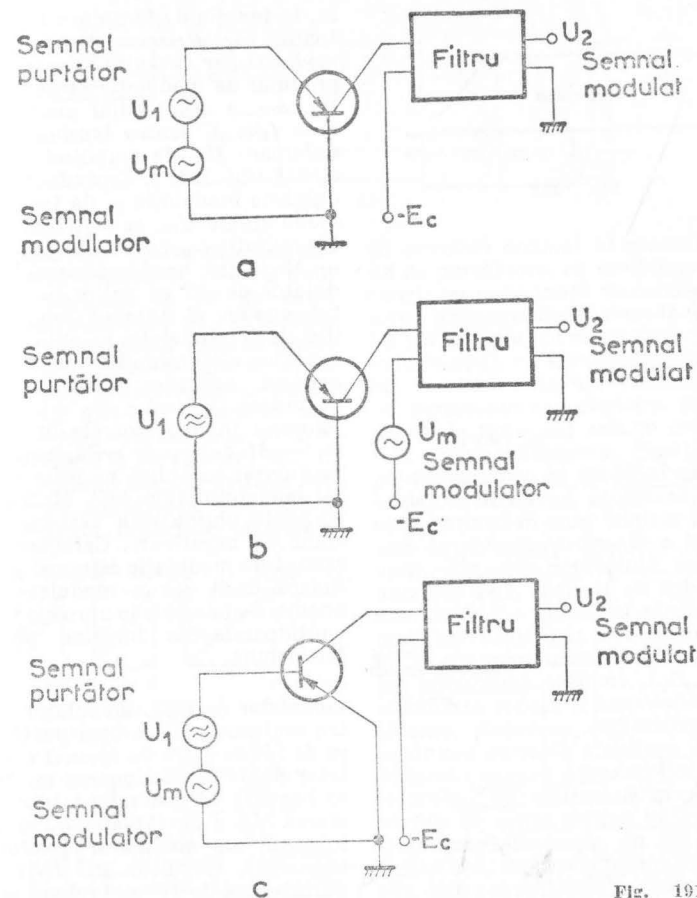 Semnal
purtător
U1
Um
Semnal
modulator
Filtru
U2
Semnal
modulat
-Ec
a
Semnal
purtător
U1
Filtru
U2
Semnal
modulat
Um
Semnal
modulator
-Ec
b
Semnal
purtător
U1
Um
Semnal
modulator
Filtru
U2
Semnal
modulat
-Ec
c
Fig.